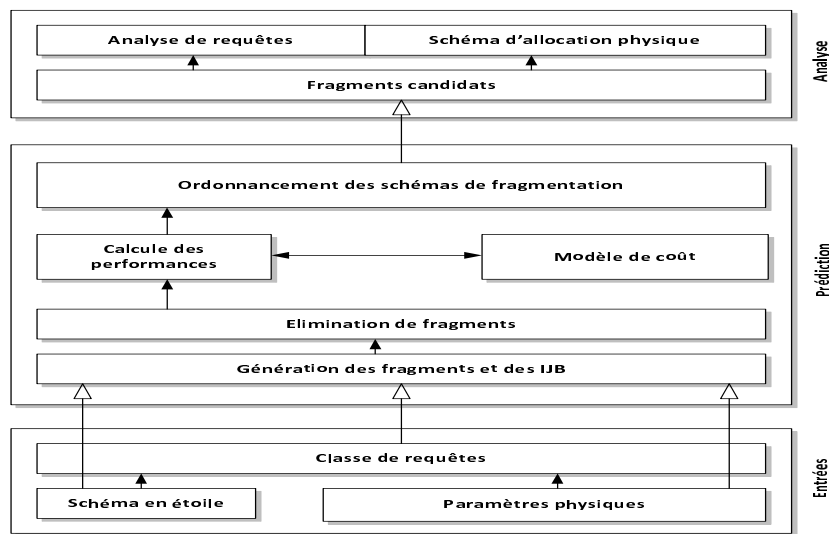 Analyse de requêtes
Schéma d'allocation physique
Fragments candidats
Analyse
Ordonnancement des schémas de fragmentation
Calcule des
performances
Modèle de coût
Elimination de fragments
Génération des fragments et des IJB
Prédiction
Classe de requêtes
Schéma en étoile
Paramètres physiques
Entrées